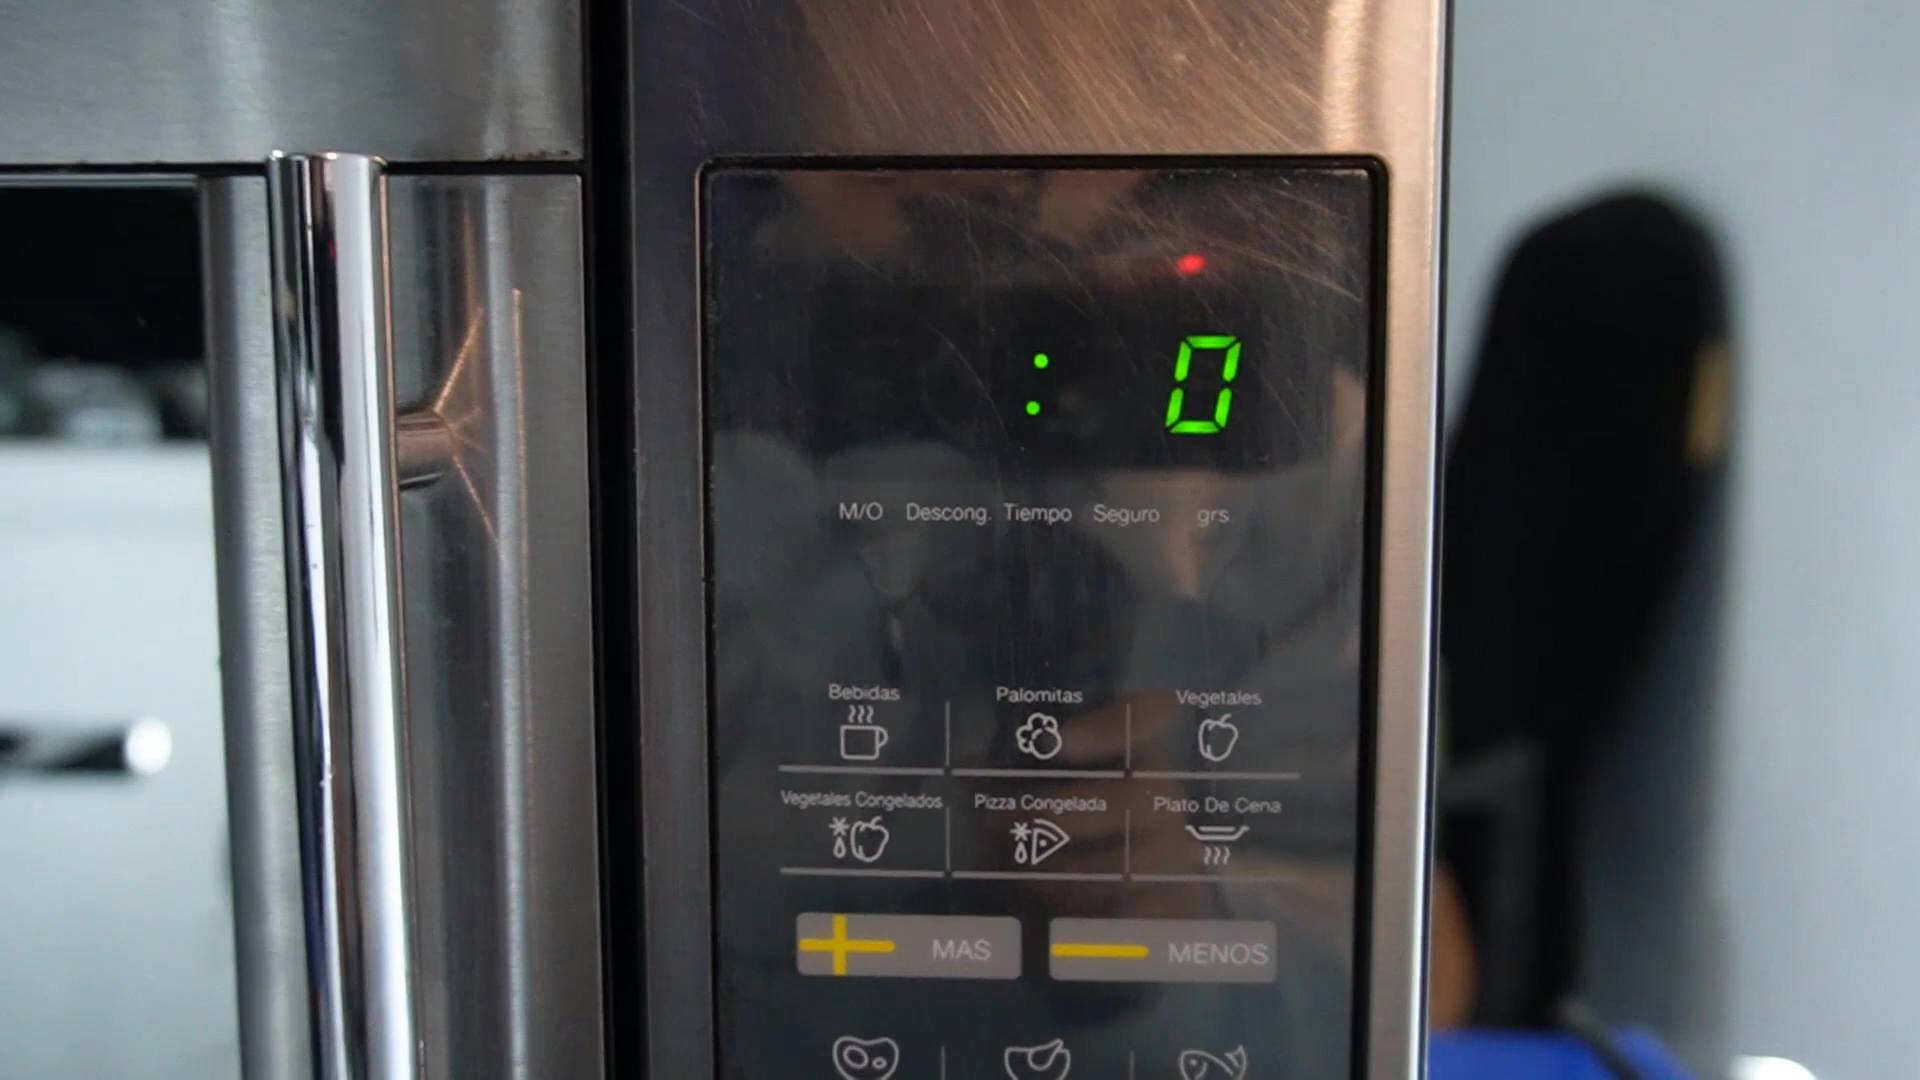 : 0
M/O Descong. Tiempo Seguro grs
Bebidas Palomitas Vegetales
Vegetales Congelados Pizza Congelada Plato De Cena
MAS MENOS